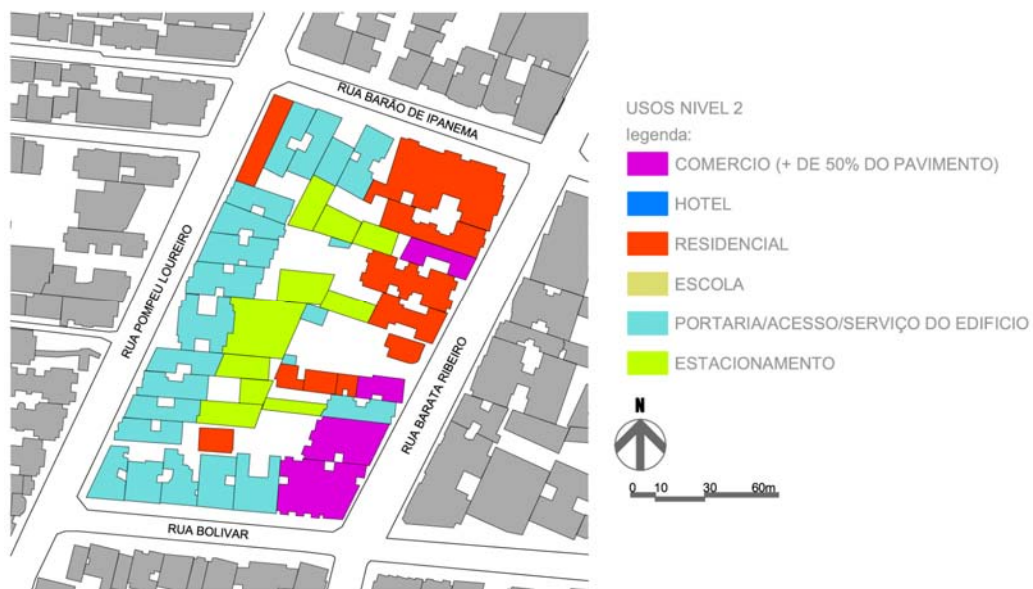 RUA BARÃO DE IPANEMA
RUA POMPEU LOUREIRO
RUA BARATA RIBEIRO
RUA BOLIVAR
USOS NIVEL 2
legenda:
COMERCIO (+ DE 50% DO PAVIMENTO)
HOTEL
RESIDENCIAL
ESCOLA
PORTARIA/ACESSO/SERVIÇO DO EDIFICIO
ESTACIONAMENTO
N
0 10 30 60m